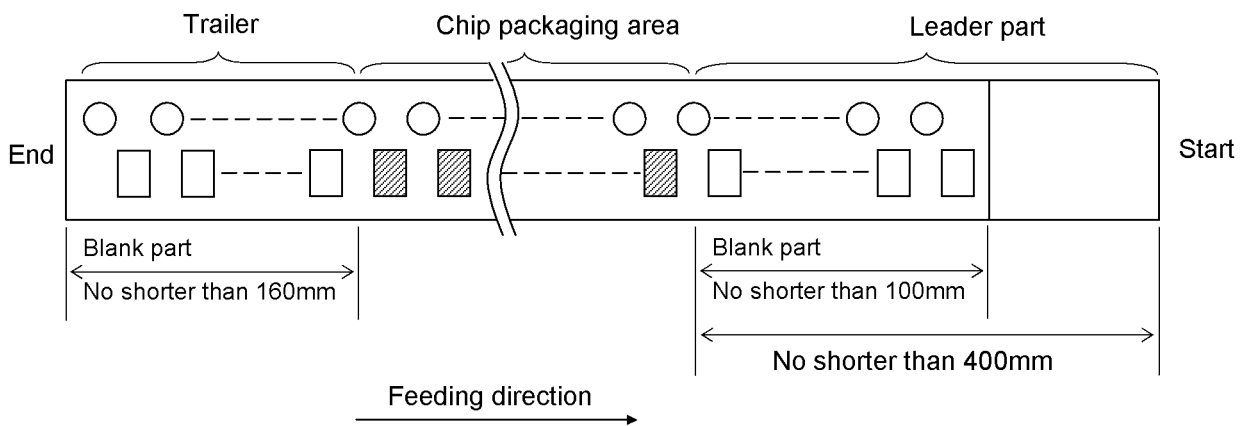 Trailer
Chip packaging area
Leader part
End
Start
Blank part
No shorter than 160mm
Blank part
No shorter than 100mm
No shorter than 400mm
Feeding direction